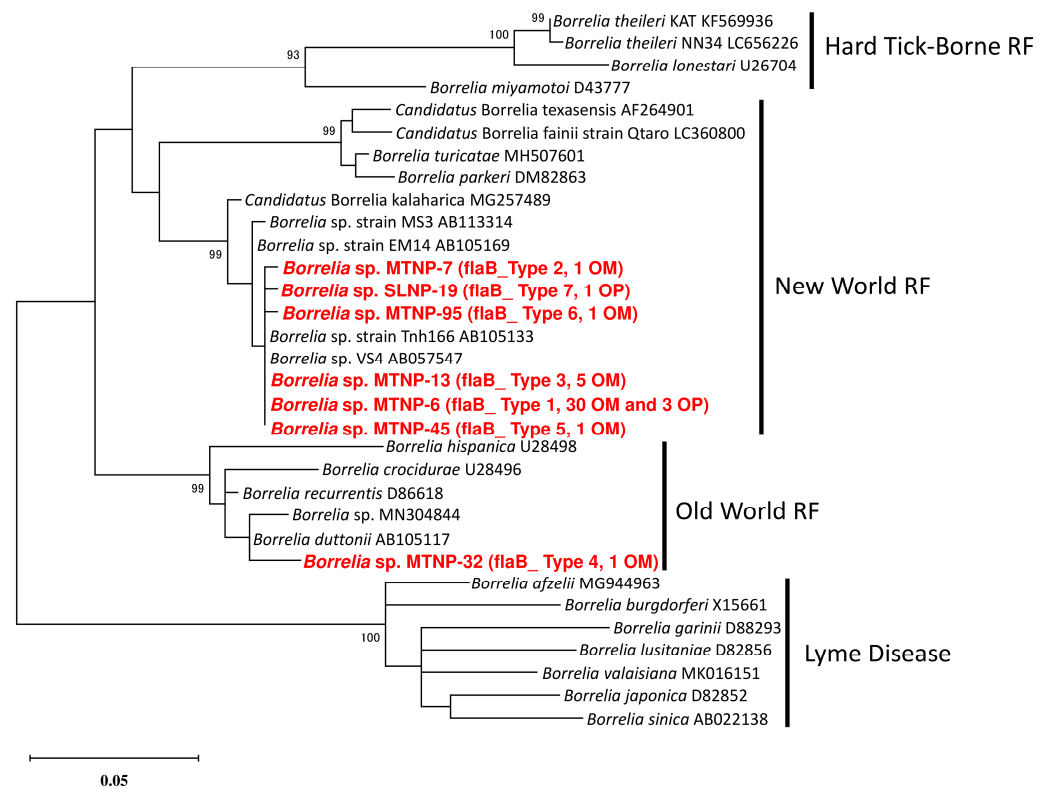 99
Borrelia theileri KAT KF569936
100
Borrelia theileri NN34 LC656226
Hard Tick-Borne RF
93
Borrelia lonestari U26704
Borrelia miyamotoi D43777
Candidatus Borrelia texasensis AF264901
99
Candidatus Borrelia fainii strain Qtaro LC360800
Borrelia turicatae MH507601
Borrelia parkeri DM82863
Candidatus Borrelia kalaharica MG257489
Borrelia sp. strain MS3 AB113314
99
Borrelia sp. strain EM14 AB105169
Borrelia sp. MTNP-7 (flaB_Type 2, 1 OM)
New World RF
Borrelia sp. SLNP-19 (flaB_ Type 7, 1 OP)
Borrelia sp. MTNP-95 (flaB_ Type 6, 1 OM)
Borrelia sp. strain Tnh166 AB105133
Borrelia sp. VS4 AB057547
Borrelia sp. MTNP-13 (flaB_ Type 3, 5 OM)
Borrelia sp. MTNP-6 (flaB_ Type 1, 30 OM and 3 OP)
Borrelia sp. MTNP-45 (flaB_ Type 5, 1 OM)
Borrelia hispanica U28498
Borrelia crocidurae U28496
99
Borrelia recurrentis D86618
Old World RF
Borrelia sp. MN304844
Borrelia duttonii AB105117
Borrelia sp. MTNP-32 (flaB_ Type 4, 1 OM)
Borrelia afzelii MG944963
Borrelia burgdorferi X15661
100
Borrelia garinii D88293
Borrelia lusitaniae D82856
Lyme Disease
Borrelia valaisiana MK016151
Borrelia japonica D82852
Borrelia sinica AB022138
0.05